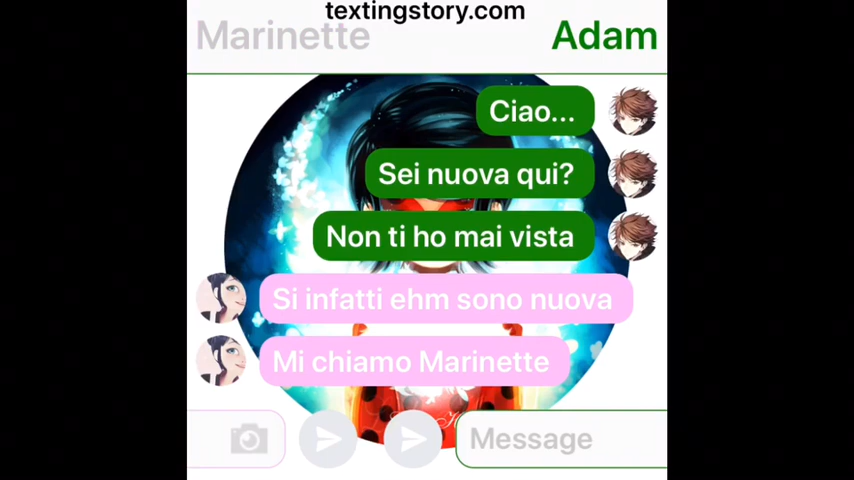 textingstory.com
Marinette
Adam
Ciao...
Sei nuova qui?
Non ti ho mai vista
Si infatti ehm sono nuova
Mi chiamo Marinette
Message